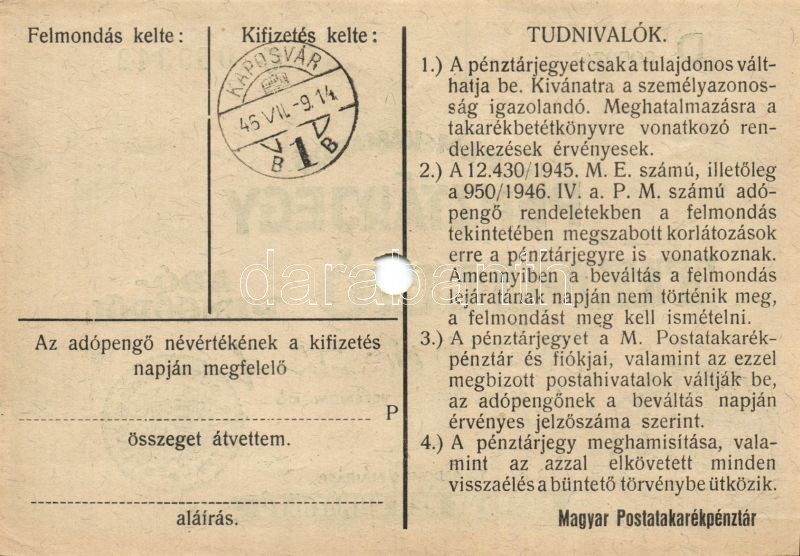 Felmondás kelte:
Kifizetés kelte:
KAPOSVÁR
46 VII.-9.14
B 1 B
Az adópengő névértékének a kifizetés
napján megfelelő
P
összeget átvettem.
aláírás.
TUDNIVALÓK.
1.) A pénztárjegyet csak a tulajdonos vált-
hatja be. Kivánatra a személyazonos-
ság igazolandó. Meghatalmazásra a
takarékbetétkönyvre vonatkozó ren-
delkezések érvényesek.
2.) A 12.430/1945. M. E. számú, illetőleg
a 950/1946. IV. a. P. M. számú adó-
pengő rendeletekben a felmondás
tekintetében megszabott korlátozások
erre a pénztárjegyre is vonatkoznak.
Amennyiben a beváltás a felmondás
lejáratának napján nem történik meg,
a felmondást meg kell ismételni.
3.) A pénztárjegyet a M. Postatakarék-
pénztár és fiókjai, valamint az ezzel
megbizott postahivatalok váltják be,
az adópengőnek a beváltás napján
érvényes jelzőszáma szerint.
4.) A pénztárjegy meghamisítása, vala-
mint az azzal elkövetett minden
visszaélés a büntető törvénybe ütközik.
Magyar Postatakarékpénztár
darabanth